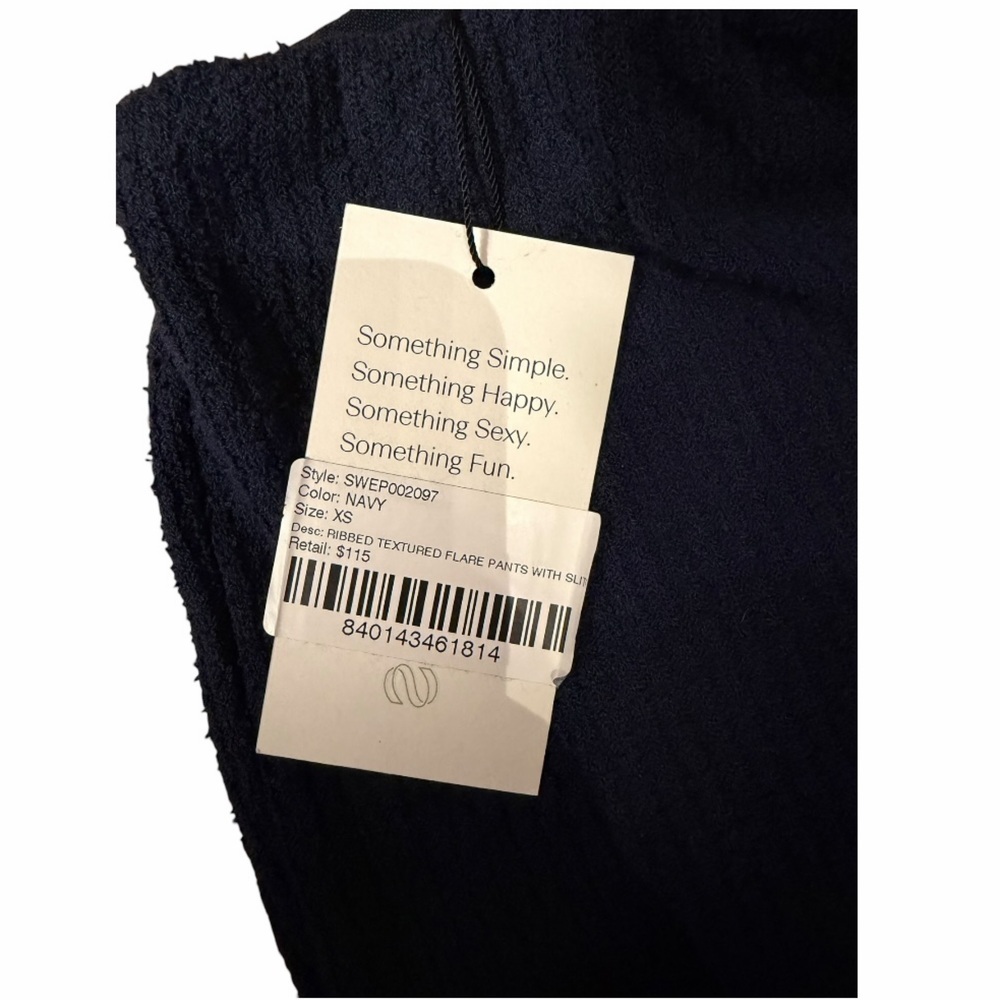 Something Simple.
Something Happy.
Something Sexy.
Something Fun.
Style: SWEP002097
Color: NAVY
Size: XS
Desc: RIBBED TEXTURED FLARE PANTS WITH SLIT
Retail: $115
840143461814